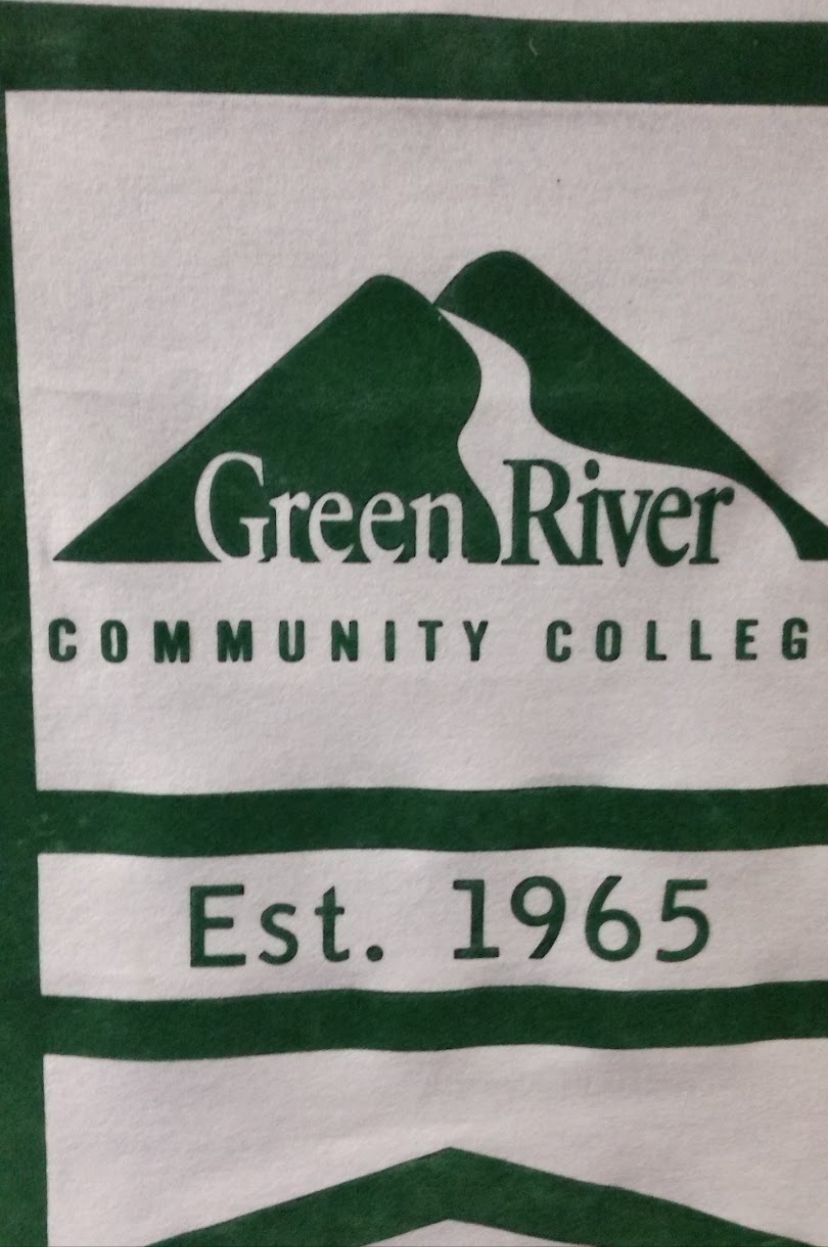 Green River
COMMUNITY COLLEG
Est. 1965